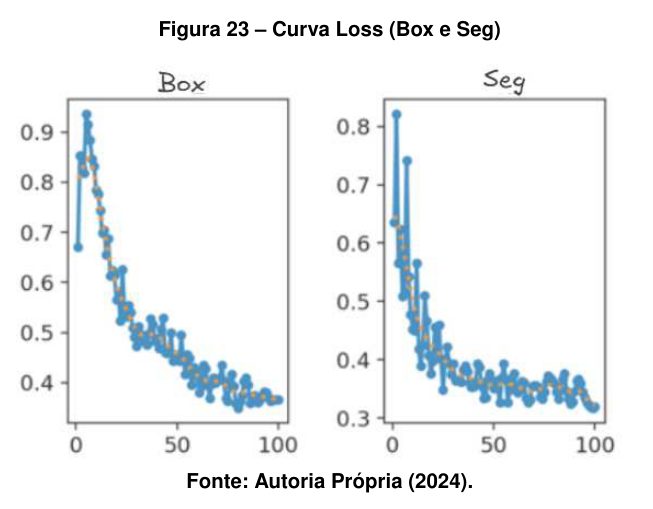 Figura 23 – Curva Loss (Box e Seg)
Box
Seg
0.9
0.8
0.7
0.6
0.5
0.4
0 50 100
0.8
0.7
0.6
0.5
0.4
0.3
0 50 100
Fonte: Autoria Própria (2024).